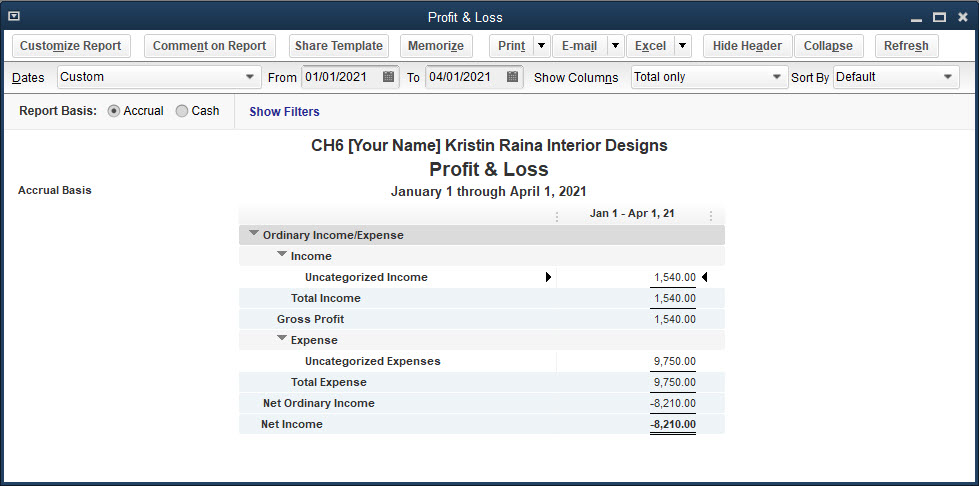 Profit & Loss
Customize Report Comment on Report Share Template Memorize Print E-mail Excel Hide Header Collapse Refresh
Dates Custom From 01/01/2021 To 04/01/2021 Show Columns Total only Sort By Default
Report Basis: Accrual Cash Show Filters
CH6 [Your Name] Kristin Raina Interior Designs
Profit & Loss
Accrual Basis January 1 through April 1, 2021
Jan 1 - Apr 1, 21
Ordinary Income/Expense
Income
Uncategorized Income 1,540.00
Total Income 1,540.00
Gross Profit 1,540.00
Expense
Uncategorized Expenses 9,750.00
Total Expense 9,750.00
Net Ordinary Income -8,210.00
Net Income -8,210.00